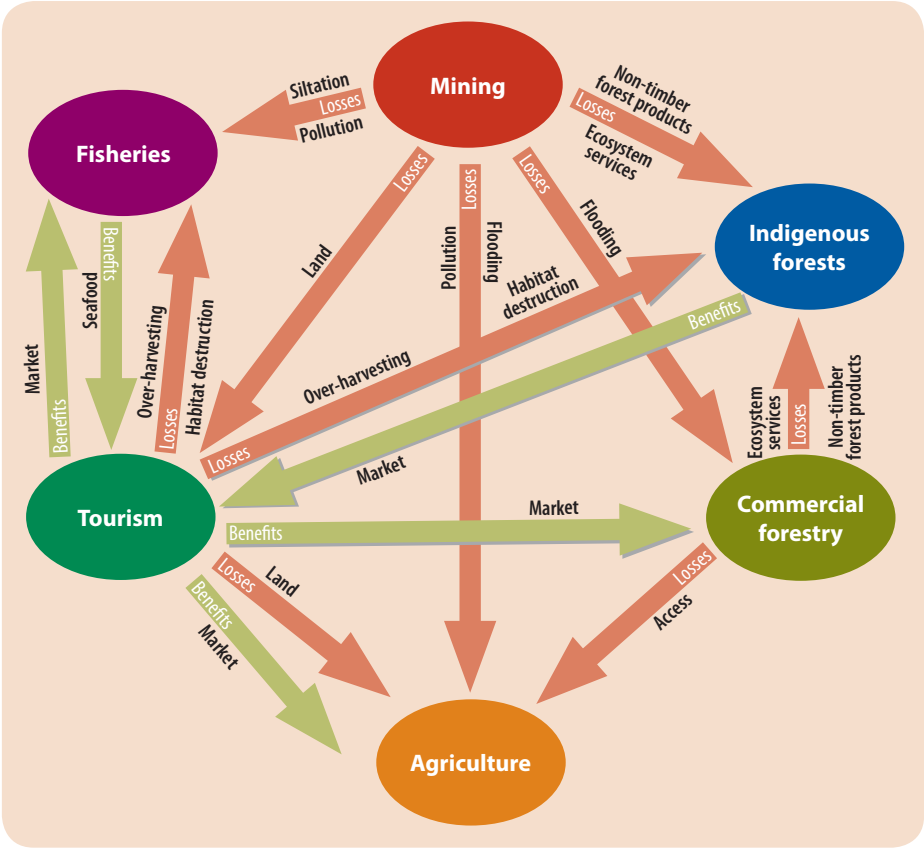 Mining
Siltation
Losses
Pollution
Non-timber
forest products
Losses
Ecosystem
services
Fisheries
Losses
Land
Losses
Pollution
Flooding
Losses
Flooding
Indigenous
forests
Benefits
Market
Benefits
Seafood
Losses
Over-harvesting
Habitat destruction
Losses
Over-harvesting
Habitat
destruction
Benefits
Market
Ecosystem
services
Losses
Non-timber
forest products
Tourism
Benefits
Market
Commercial
forestry
Losses
Land
Benefits
Market
Losses
Access
Agriculture